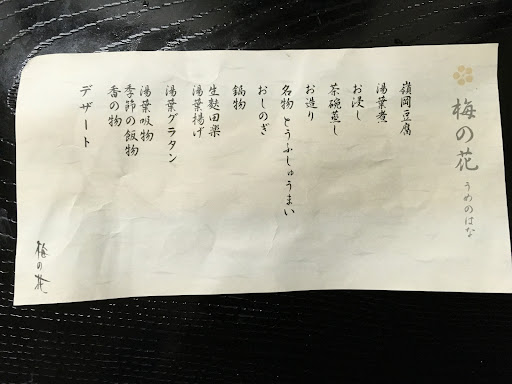 梅の花
うめのはな
嶺岡豆腐
湯葉煮
お浸し
茶碗蒸し
お造り
名物 とうふしゅうまい
おしのぎ
鍋物
生麩田楽
湯葉揚げ
湯葉グラタン
湯葉吸物
季節の飯物
香の物
デザート
梅の花